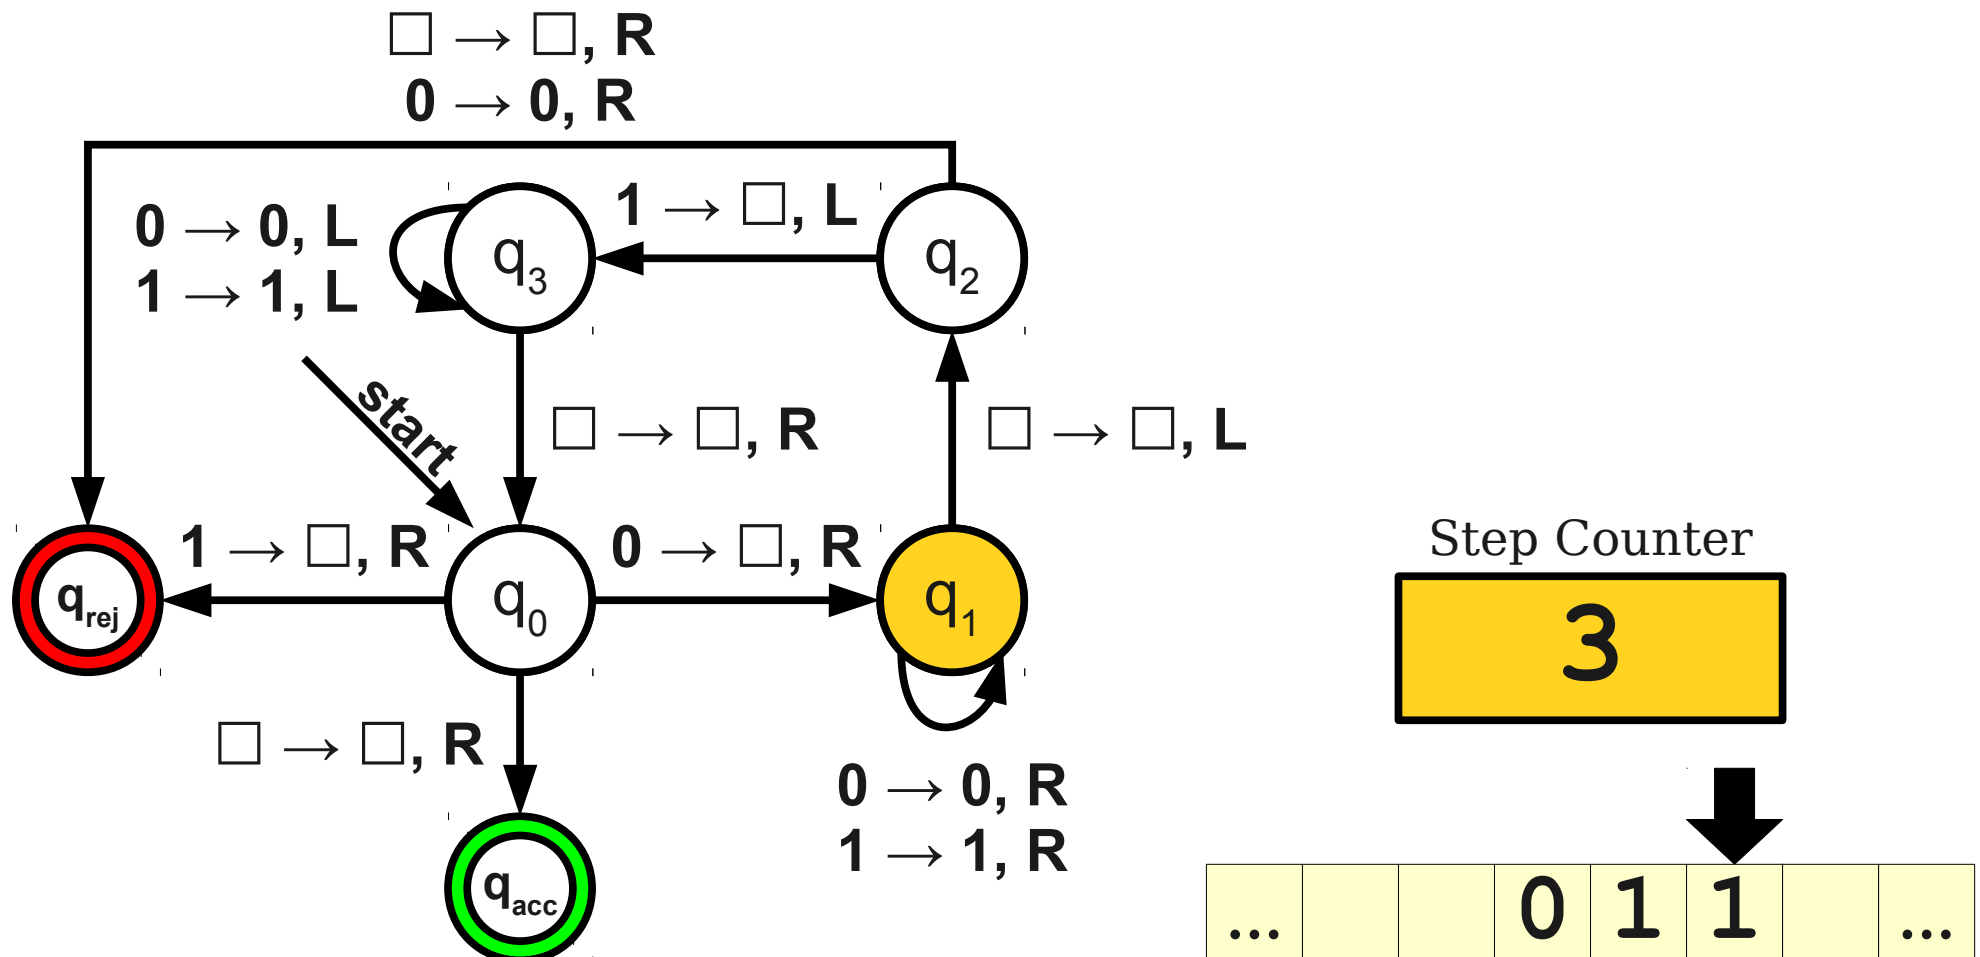 □ → □, R
0 → 0, R
0 → 0, L
1 → 1, L
q3
1 → □, L
q2
start
□ → □, R
□ → □, L
qrej
1 → □, R
q0
0 → □, R
q1
Step Counter
3
□ → □, R
0 → 0, R
1 → 1, R
qacc
... 0 1 1 ...